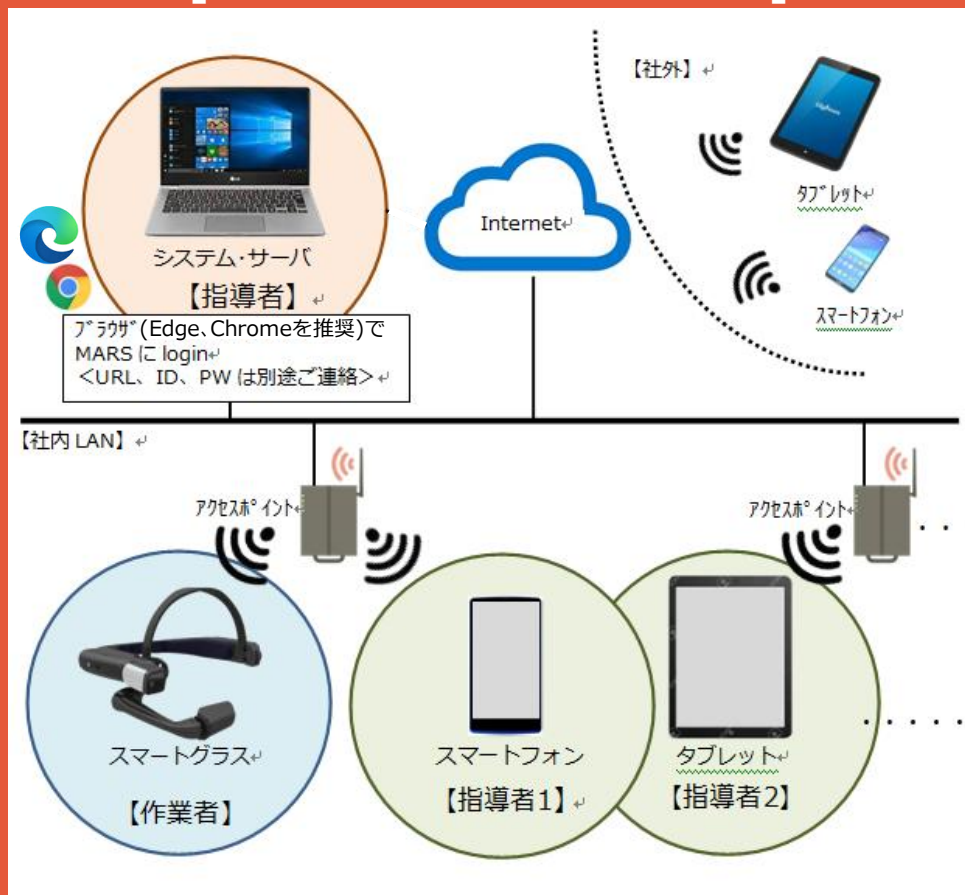 【社外】
タブレット
スマートフォン
Internet
システム・サーバ
【指導者】
ブラウザ(Edge、Chromeを推奨)で
MARS に login
<URL、ID、PW は別途ご連絡>
【社内 LAN】
アクセスポイント
アクセスポイント
. .
スマートグラス
【作業者】
スマートフォン
【指導者1】
タブレット
【指導者2】
. . . . .